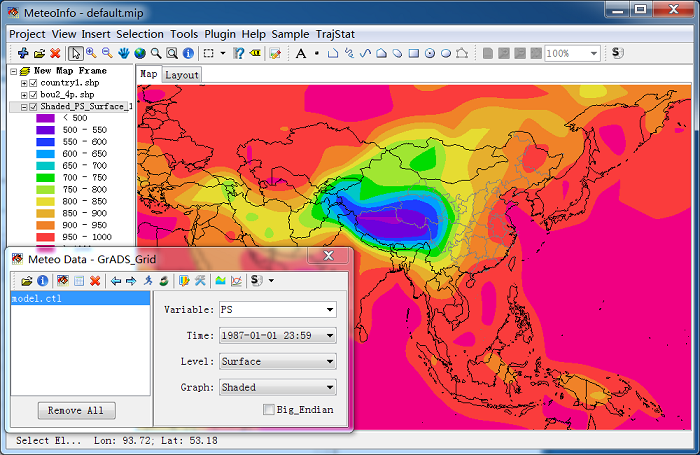 MeteoInfo - default.mip
Project View Insert Selection Tools Plugin Help Sample TrajStat
A 100% S
New Map Frame
country1.shp
bou2_4p.shp
Shaded_PS_Surface_1
< 500
500 - 550
550 - 600
600 - 650
650 - 700
700 - 750
750 - 800
800 - 850
850 - 900
900 - 950
950 - 1000
Map Layout
Meteo Data - GrADS_Grid
S
model.ctl
Remove All
Variable: PS
Time: 1987-01-01 23:59
Level: Surface
Graph: Shaded
Big_Endian
Select El... Lon: 93.72; Lat: 53.18